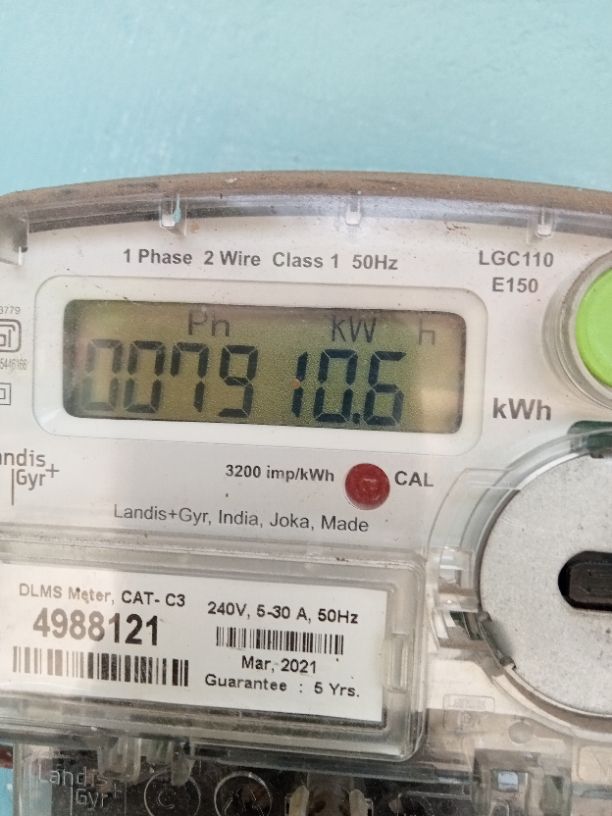 1 Phase 2 Wire Class 1 50Hz
LGC110
E150
Ph kW h
007910.6
kWh
3200 imp/kWh
CAL
Landis+Gyr, India, Joka, Made
Gyr+
DLMS Meter, CAT- C3
4988121
240V, 5-30 A, 50Hz
Mar, 2021
Guarantee : 5 Yrs.
Landis
Gyr+